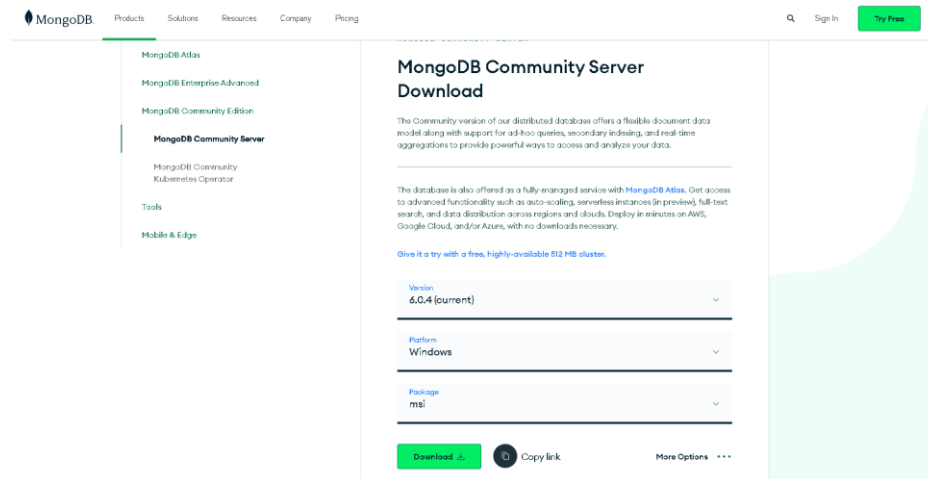 MongoDB.
Products
Solutions
Resources
Company
Pricing
Sign In
Try Free
MongoDB Atlas
MongoDB Enterprise Advanced
MongoDB Community Edition
MongoDB Community Server
MongoDB Community
Kubernetes Operator
Tools
Mobile & Edge
MongoDB Community Server
Download
The Community version of our distributed database offers a flexible document data
model along with support for ad-hoc queries, secondary indexing, and real-time
aggregations to provide powerful ways to access and analyze your data.
The database is also offered as a fully-managed service with MongoDB Atlas. Get access
to advanced functionality such as auto-scaling, serverless instances (in preview), full-text
search, and data distribution across regions and clouds. Deploy in minutes on AWS,
Google Cloud, and/or Azure, with no downloads necessary.
Give it a try with a free, highly-available 512 MB cluster.
Version
6.0.4 (current)
Platform
Windows
Package
msi
Download
Copy link
More Options